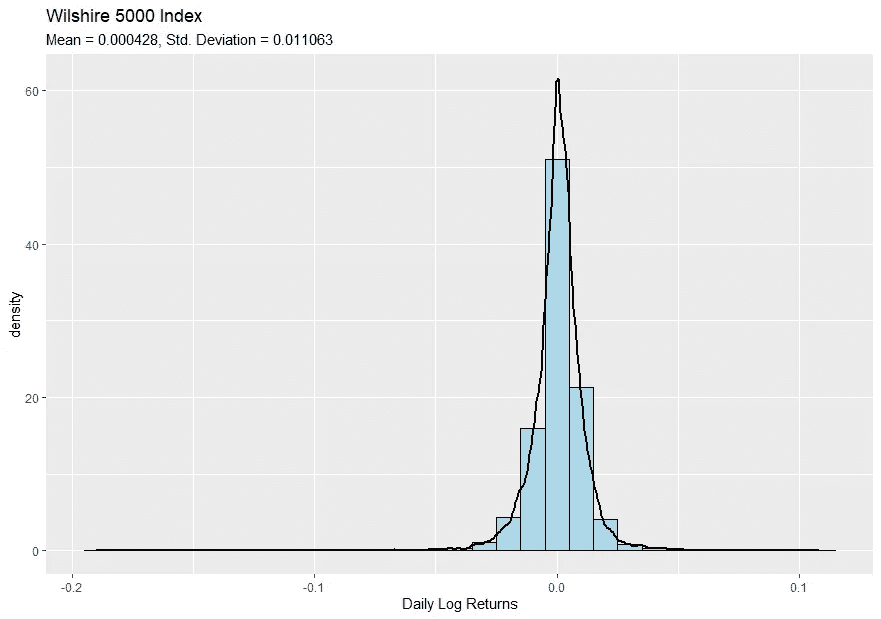 Wilshire 5000 Index
Mean = 0.000428, Std. Deviation = 0.011063
60
40
20
0
density
-0.2
-0.1
0.0
0.1
Daily Log Returns